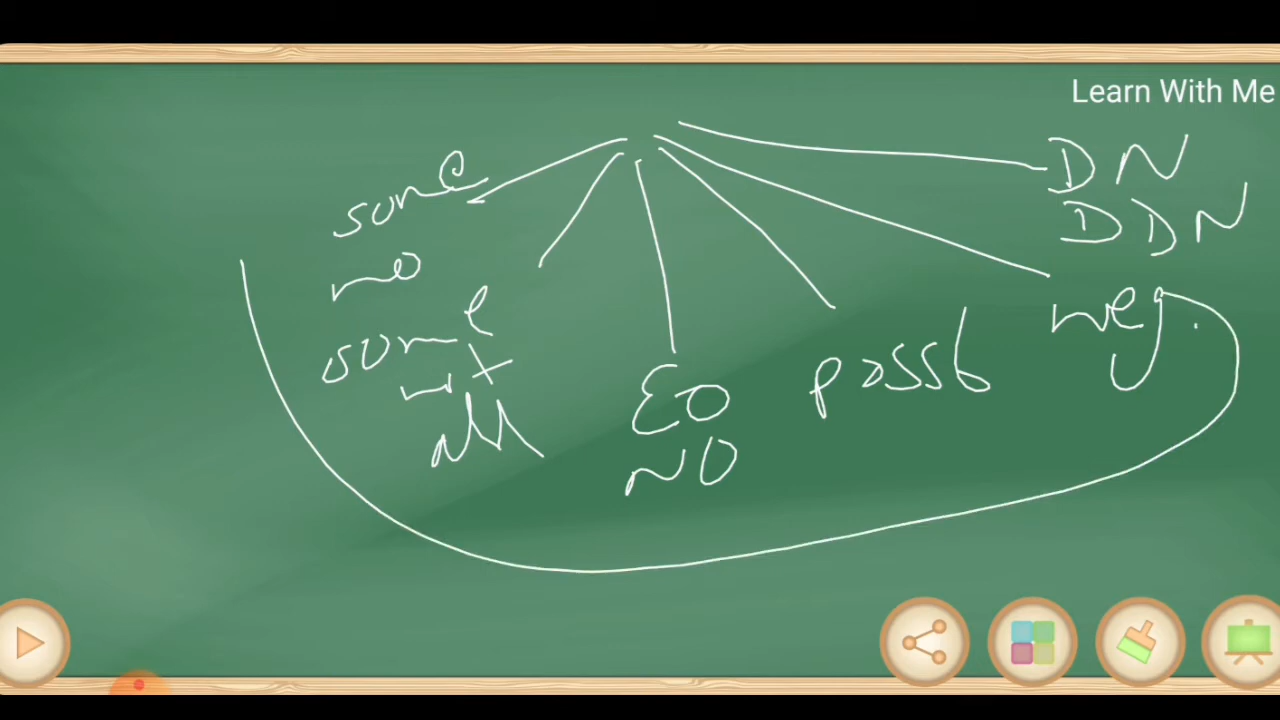 Learn With Me
some
no
some
not
all
EO
NO
possb
neg.
DN
DDN